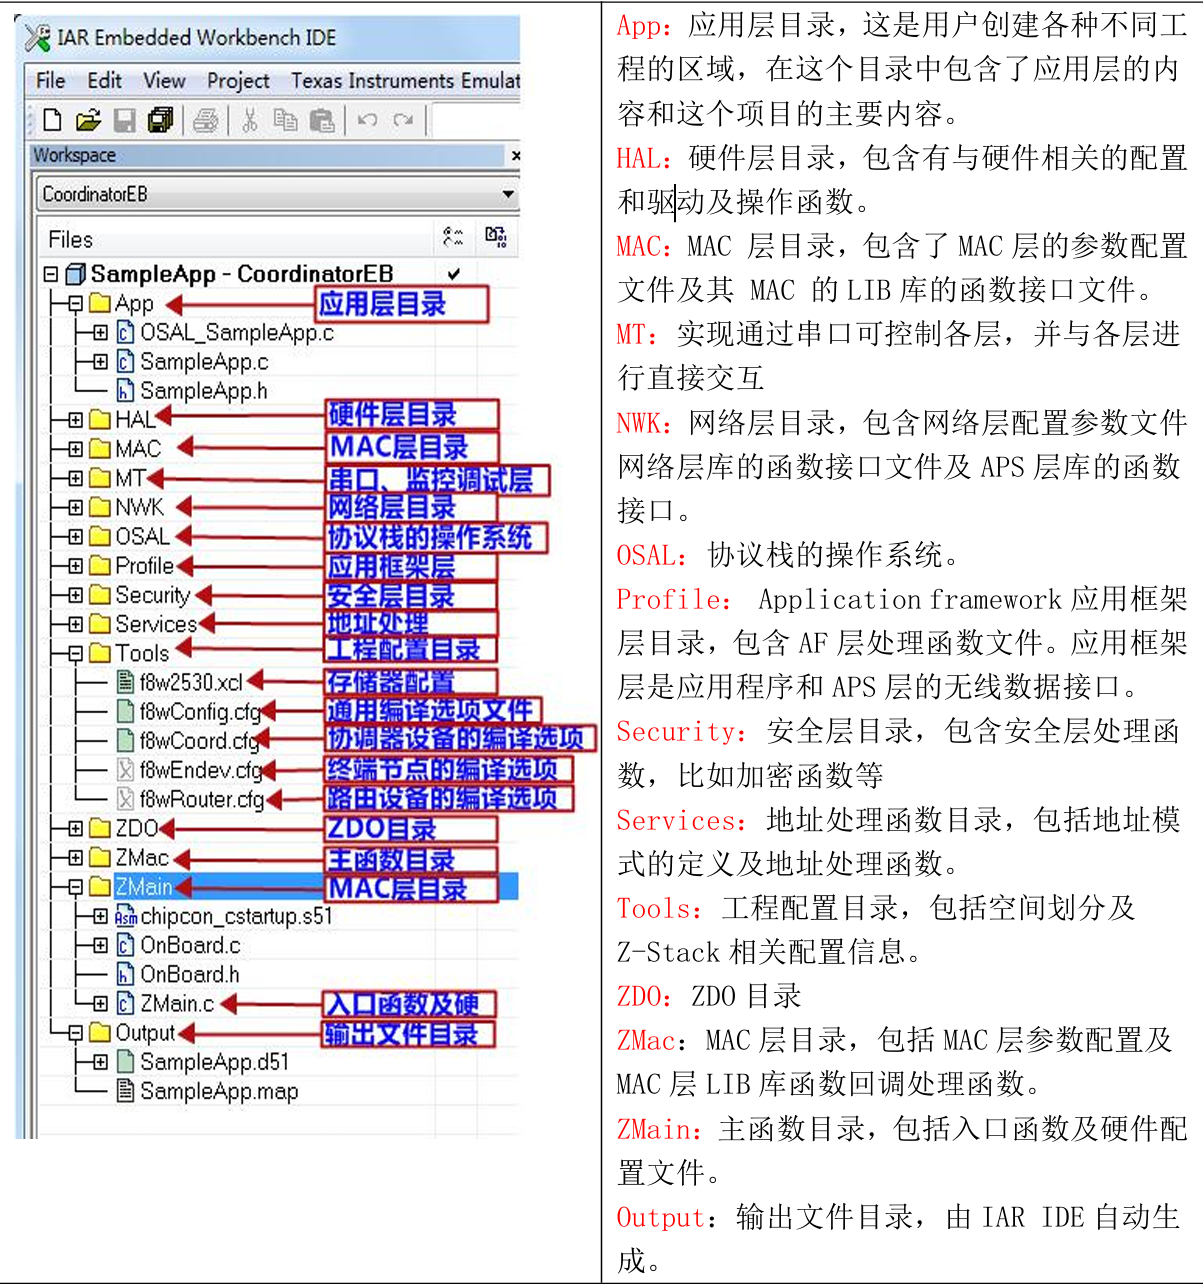 IAR Embedded Workbench IDE
File Edit View Project Texas Instruments Emulat
Workspace
CoordinatorEB
Files
SampleApp - CoordinatorEB
App 应用层目录
OSAL_SampleApp.c
SampleApp.c
SampleApp.h
HAL 硬件层目录
MAC MAC层目录
MT 串口、监控调试层
NWK 网络层目录
OSAL 协议栈的操作系统
Profile 应用框架层
Security 安全层目录
Services 地址处理
Tools 工程配置目录
f8w2530.xcl 存储器配置
f8wConfig.cfg 通用编译选项文件
f8wCoord.cfg 协调器设备的编译选项
f8wEndev.cfg 终端节点的编译选项
f8wRouter.cfg 路由设备的编译选项
ZDO ZDO目录
ZMac 主函数目录
ZMain MAC层目录
chipcon_cstartup.s51
OnBoard.c
OnBoard.h
ZMain.c 入口函数及硬
Output 输出文件目录
SampleApp.d51
SampleApp.map
App：应用层目录，这是用户创建各种不同工
程的区域，在这个目录中包含了应用层的内
容和这个项目的主要内容。
HAL：硬件层目录，包含有与硬件相关的配置
和驱动及操作函数。
MAC：MAC 层目录，包含了 MAC 层的参数配置
文件及其 MAC 的 LIB 库的函数接口文件。
MT：实现通过串口可控制各层，并与各层进
行直接交互
NWK：网络层目录，包含网络层配置参数文件
网络层库的函数接口文件及 APS 层库的函数
接口。
OSAL：协议栈的操作系统。
Profile： Application framework 应用框架
层目录，包含 AF 层处理函数文件。应用框架
层是应用程序和 APS 层的无线数据接口。
Security：安全层目录，包含安全层处理函
数，比如加密函数等
Services：地址处理函数目录，包括地址模
式的定义及地址处理函数。
Tools：工程配置目录，包括空间划分及
Z-Stack 相关配置信息。
ZDO：ZDO 目录
ZMac：MAC 层目录，包括 MAC 层参数配置及
MAC 层 LIB 库函数回调处理函数。
ZMain：主函数目录，包括入口函数及硬件配
置文件。
Output：输出文件目录，由 IAR IDE 自动生
成。